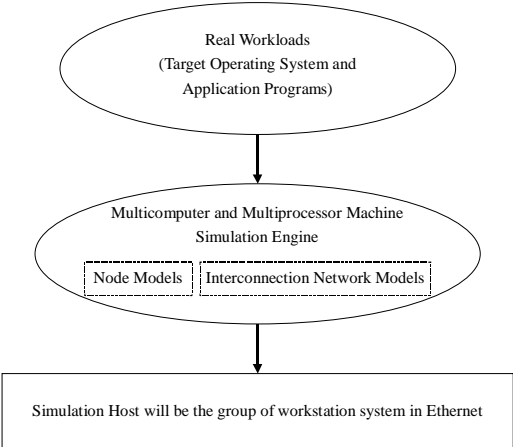 Real Workloads
(Target Operating System and
Application Programs)
Multicomputer and Multiprocessor Machine
Simulation Engine
Node Models
Interconnection Network Models
Simulation Host will be the group of workstation system in Ethernet